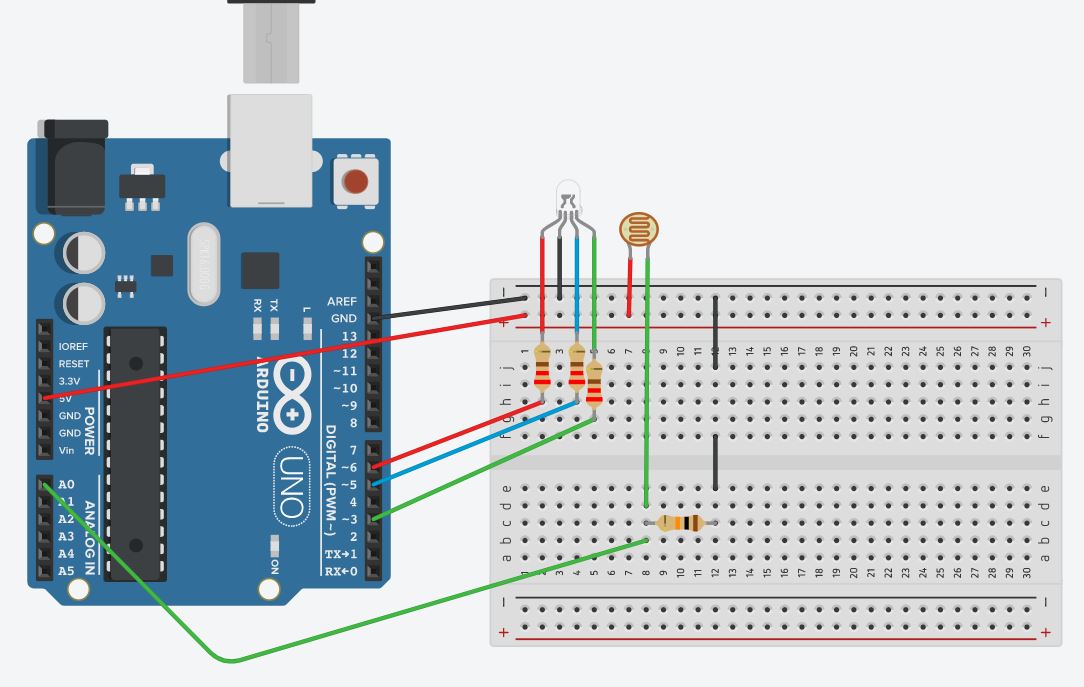 AREF
GND
13
12
~11
~10
~9
8
7
~6
~5
4
~3
2
TX→1
RX←0
DIGITAL (PWM~)
IOREF
RESET
3.3V
5V
GND
GND
Vin
POWER
A0
A1
A2
A3
A4
A5
ANALOG IN
RX
TX
L
ARDUINO
UNO
ON
1 3 6 7 8 9 10 11 12 13 14 15 16 17 18 19 20 21 22 23 24 25 26 27 28 29 30
j j
i i
h h
g g
f f
e e
d d
c c
b b
a a
1 2 3 4 5 6 7 8 9 10 11 12 13 14 15 16 17 18 19 20 21 22 23 24 25 26 27 28 29 30